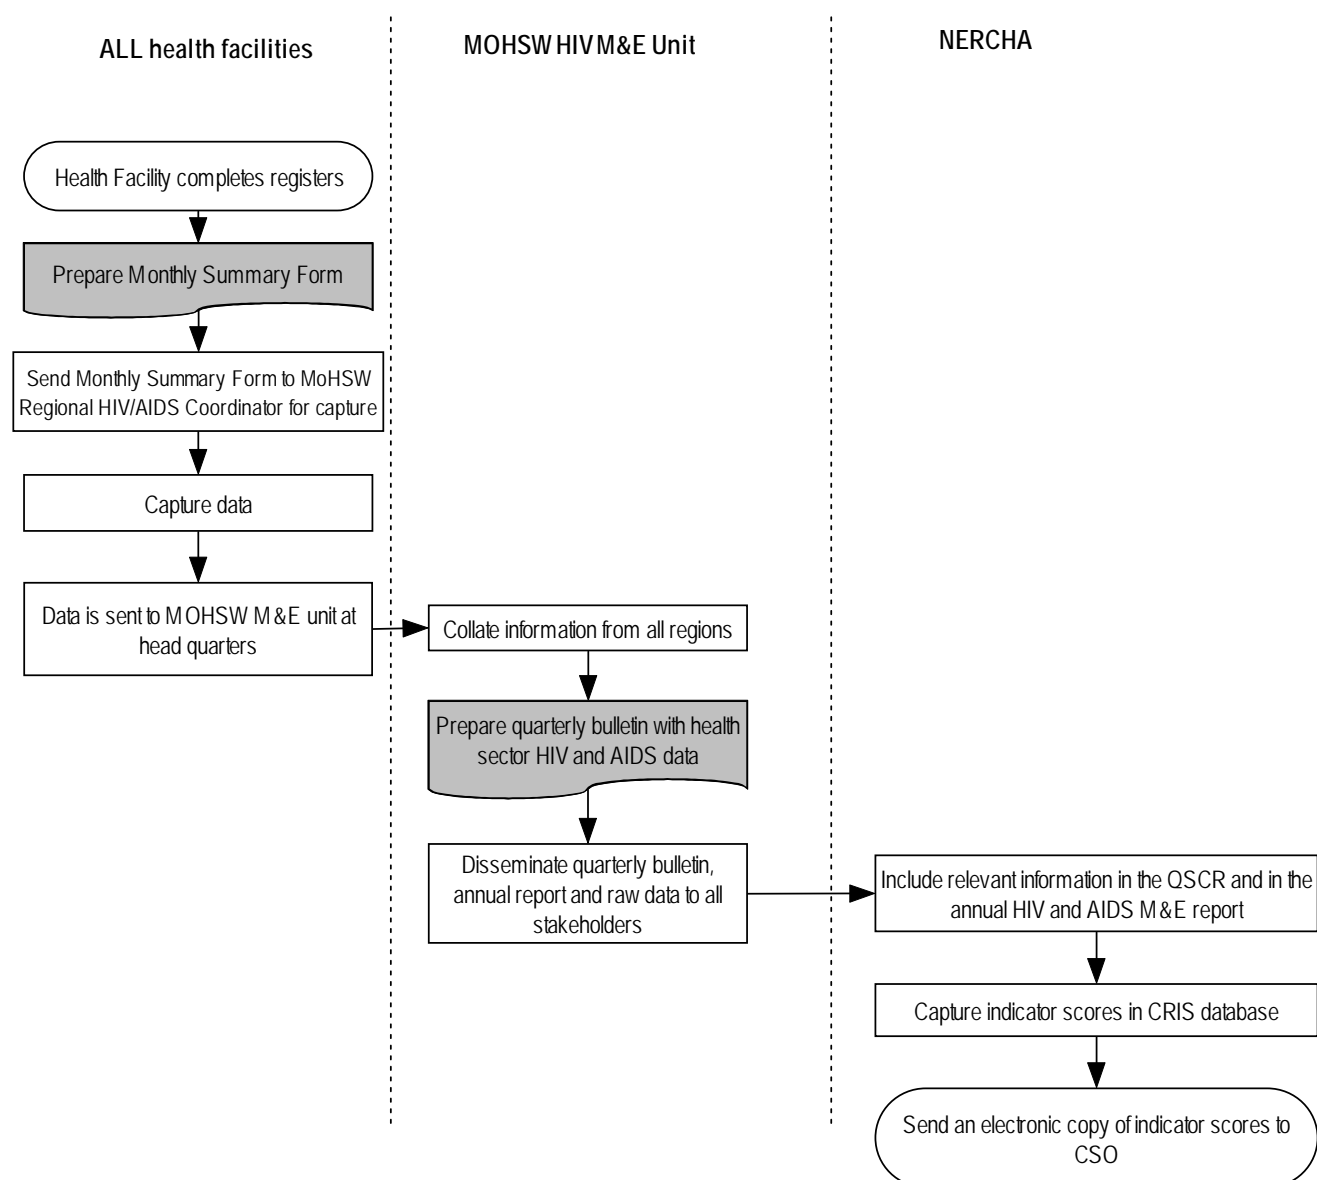 ALL health facilities
MOHSW HIV M&E Unit
NERCHA
Health Facility completes registers
Prepare Monthly Summary Form
Send Monthly Summary Form to MoHSW
Regional HIV/AIDS Coordinator for capture
Capture data
Data is sent to MOHSW M&E unit at
head quarters
Collate information from all regions
Prepare quarterly bulletin with health
sector HIV and AIDS data
Disseminate quarterly bulletin,
annual report and raw data to all
stakeholders
Include relevant information in the QSCR and in the
annual HIV and AIDS M&E report
Capture indicator scores in CRIS database
Send an electronic copy of indicator scores to
CSO